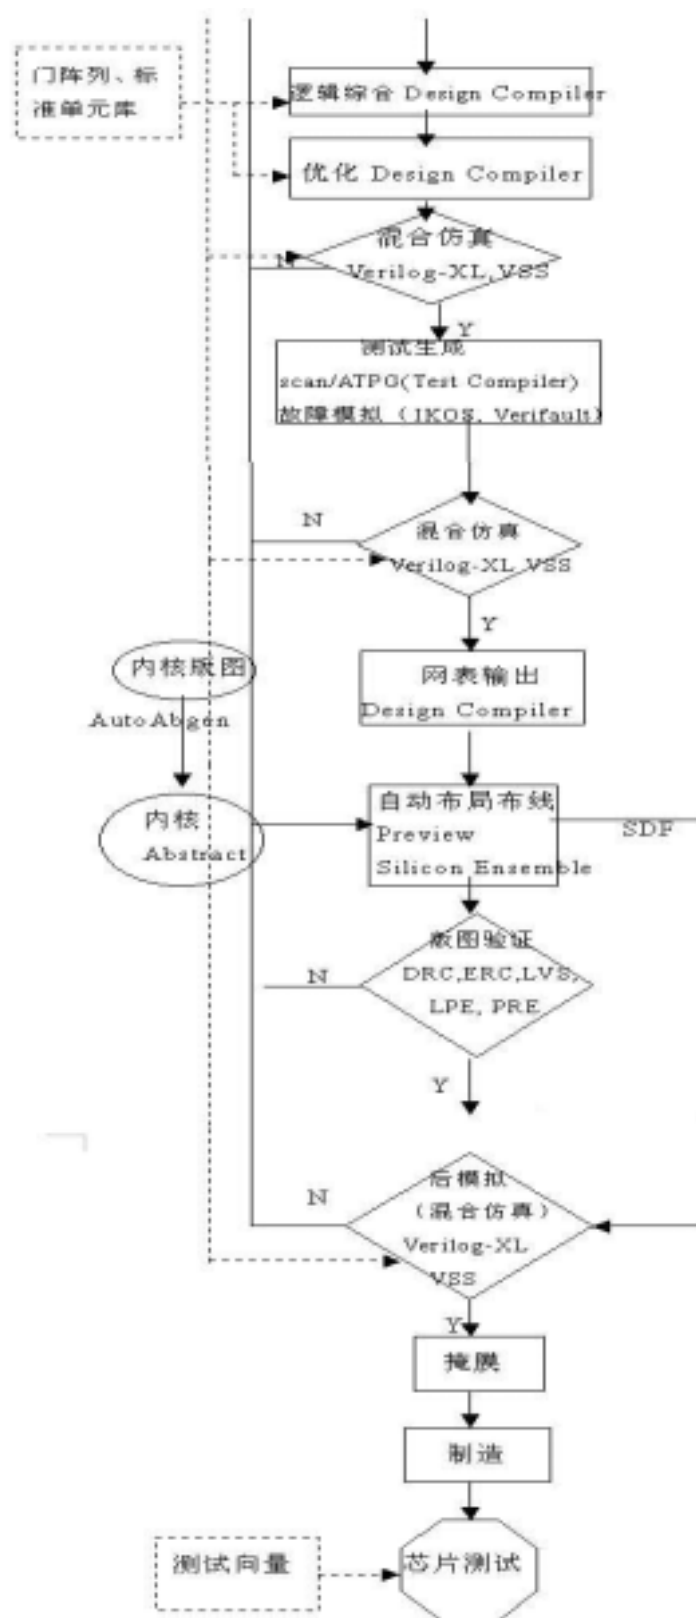 门阵列、标
准单元库
逻辑综合 Design Compiler
优化 Design Compiler
混合仿真
N
Verilog-XL,VSS
Y
测试生成
scan/ATPG(Test Compiler)
故障模拟（IKOS, Verifault）
N
混合仿真
Verilog-XL VSS
Y
内核版图
网表输出
AutoAbgen
Design Compiler
自动布局布线
内核
Preview
SDF
Abstract
Silicon Ensemble
版图验证
N
DRC,ERC,LVS,
LPE, PRE
Y
后模拟
N
（混合仿真）
Verilog-XL
VSS
Y
掩膜
制造
测试向量
芯片测试